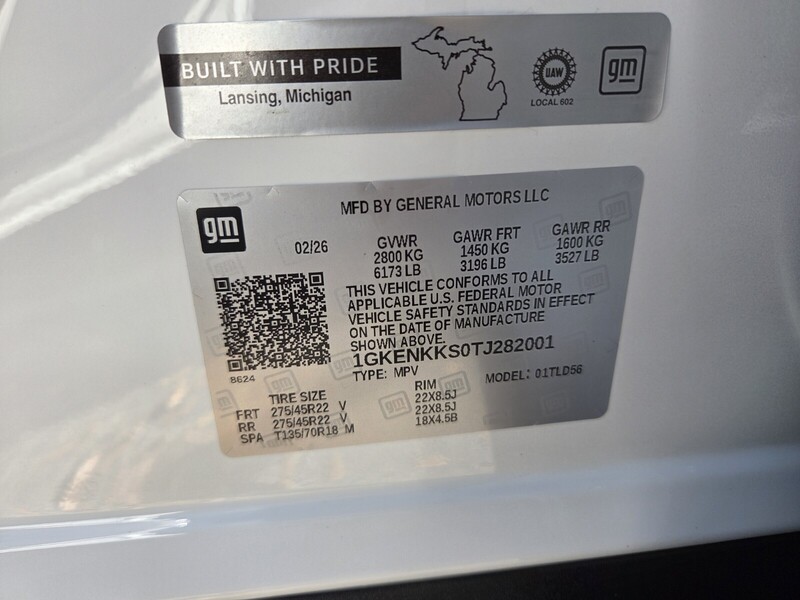 BUILT WITH PRIDE
Lansing, Michigan
UAW
LOCAL 602
gm
gm
MFD BY GENERAL MOTORS LLC
02/26
GVWR GAWR FRT GAWR RR
2800 KG 1450 KG 1600 KG
6173 LB 3196 LB 3527 LB
THIS VEHICLE CONFORMS TO ALL
APPLICABLE U.S. FEDERAL MOTOR
VEHICLE SAFETY STANDARDS IN EFFECT
ON THE DATE OF MANUFACTURE
SHOWN ABOVE.
1GKENKKS0TJ282001
TYPE: MPV MODEL: 01TLD56
8624
TIRE SIZE RIM
FRT 275/45R22 V 22X8.5J
RR 275/45R22 V 22X8.5J
SPA T135/70R18 M 18X4.5B